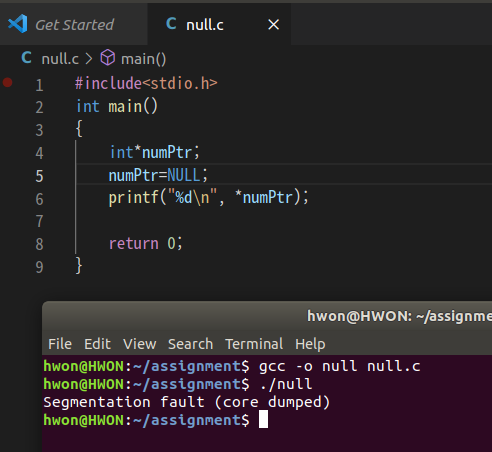 Get Started
C null.c ×
C null.c > main()
1 #include<stdio.h>
2 int main()
3 {
4 int*numPtr;
5 numPtr=NULL;
6 printf("%d\n", *numPtr);
7
8 return 0;
9 }
hwon@HWON: ~/assignme
File Edit View Search Terminal Help
hwon@HWON:~/assignment$ gcc -o null null.c
hwon@HWON:~/assignment$ ./null
Segmentation fault (core dumped)
hwon@HWON:~/assignment$